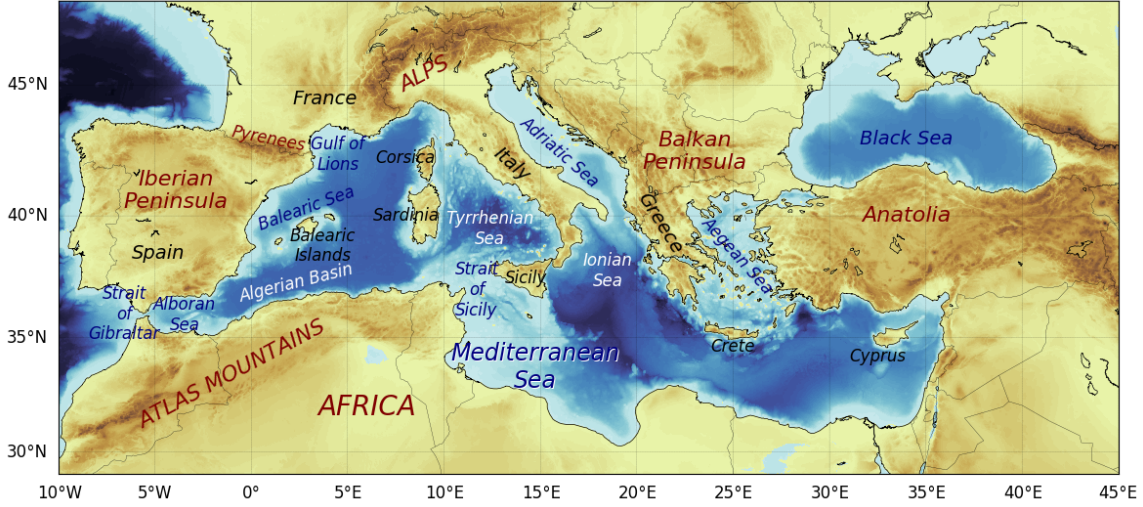 ALPS
45°N
France
Pyrenees
Gulf of
Lions
Corsica
Italy
Adriatic Sea
Balkan
Peninsula
Black Sea
Iberian
Peninsula
Balearic Sea
40°N
Sardinia
Tyrrhenian
Sea
Greece
Aegean Sea
Anatolia
Spain
Balearic
Islands
Algerian Basin
Strait
of
Sicily
Sicily
Ionian
Sea
Strait
of
Gibraltar
Alboran
Sea
35°N
ATLAS MOUNTAINS
Mediterranean
Sea
Crete
Cyprus
AFRICA
30°N
10°W
5°W
0°
5°E
10°E
15°E
20°E
25°E
30°E
35°E
40°E
45°E